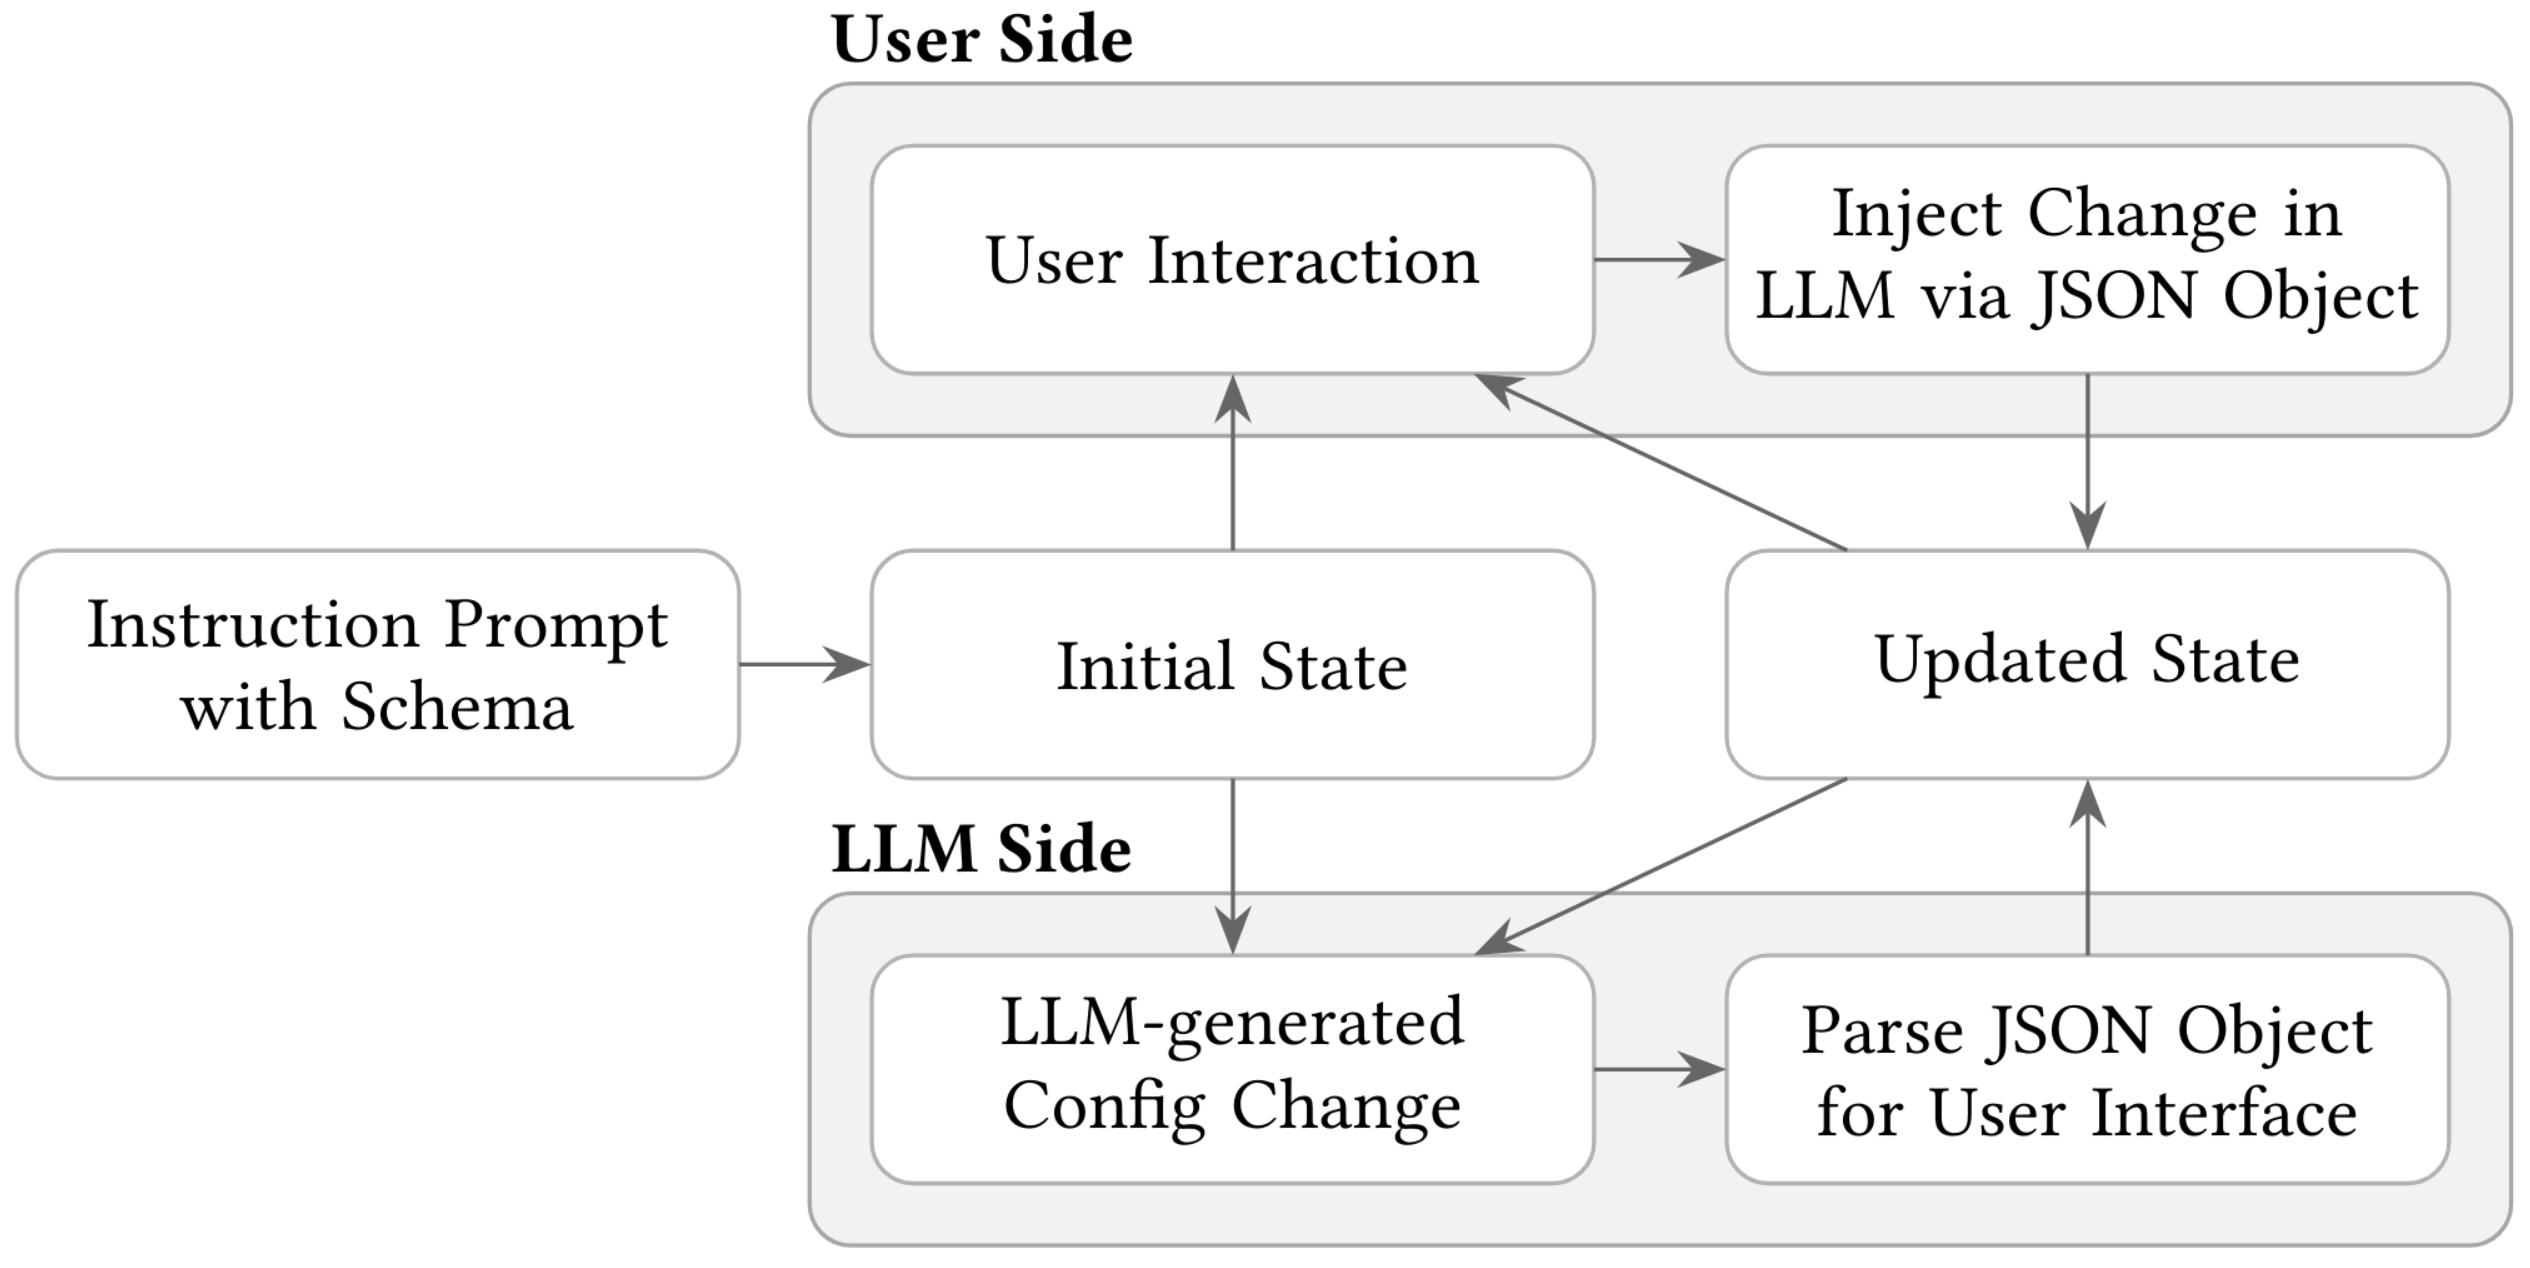 User Side
User Interaction
Inject Change in
LLM via JSON Object
Instruction Prompt
with Schema
Initial State
Updated State
LLM Side
LLM-generated
Config Change
Parse JSON Object
for User Interface